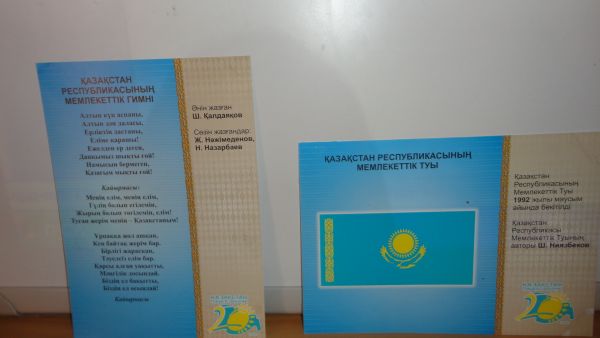 ҚАЗАҚСТАН
РЕСПУБЛИКАСЫНЫҢ
МЕМЛЕКЕТТІК ГИМНІ
Алтын күн аспаны,
Алтын дән даласы,
Ерліктің дастаны,
Еліме қарашы!
Ежелден ер деген,
Даңқымыз шықты ғой!
Намысын бермеген,
Қазағым мықты ғой!
Қайырмасы:
Менің елім, менің елім,
Гүлің болып егілемін,
Жырың болып төгілемін, елім!
Туған жерім менің – Қазақстаным!
Ұрпаққа жол ашқан,
Кең байтақ жерім бар.
Бірлігі жарасқан,
Тәуелсіз елім бар.
Қарсы алған уақытты,
Мәңгілік досындай.
Біздің ел бақытты,
Біздің ел осындай!
Қайырмасы
Әнін жазған
Ш. Қалдаяқов
Сөзін жазғандар:
Ж. Нәжімеденов,
Н. Назарбаев
ҚАЗАҚСТАН РЕСПУБЛИКАСЫНЫҢ
МЕМЛЕКЕТТІК ТУЫ
Қазақстан
Республикасының
Мемлекеттік Туы
1992 жылы маусым
айында бекітілді
Қазақстан
Республикасы
Мемлекеттік Туының
авторы Ш. Ниязбеков